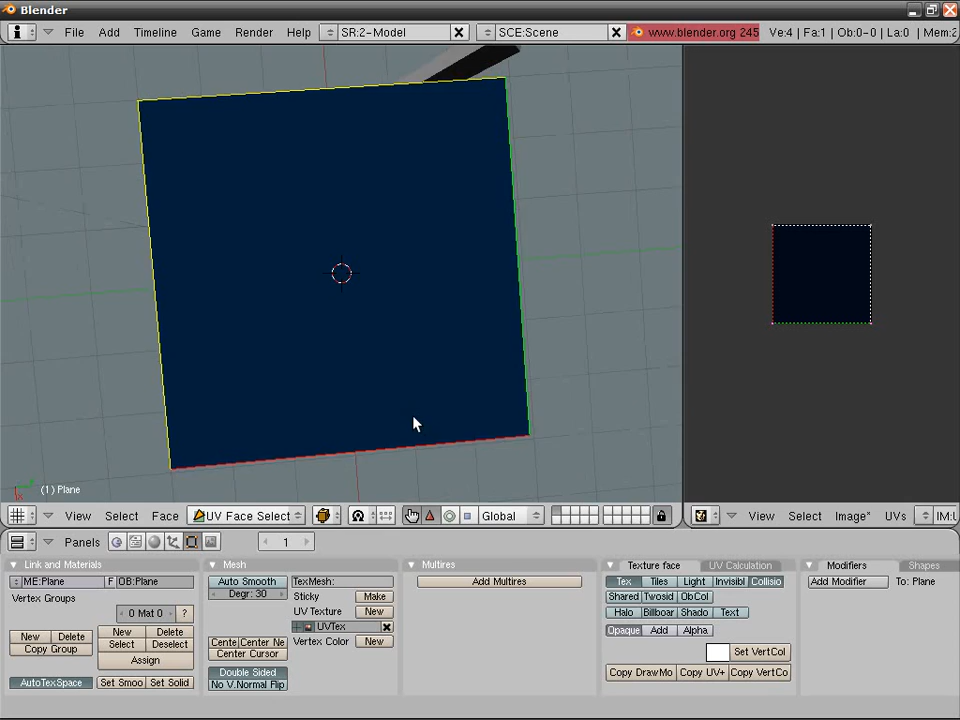 Blender
File Add Timeline Game Render Help SR:2-Model SCE:Scene www.blender.org 245 Ve:4 | Fa:1 | Ob:0-0 | La:0 | Mem:2
x
(1) Plane
View Select Face UV Face Select Global View Select Image* UVs IM:U
Panels 1
Link and Materials Mesh Multires Texture face UV Calculation Modifiers Shapes
ME:Plane F OB:Plane Auto Smooth TexMesh: Add Multires Tex Tiles Light Invisibl Collisio Add Modifier To: Plane
Vertex Groups Degr: 30 Sticky Make Shared Twosid ObCol
0 Mat 0 ? UV Texture New Halo Billboar Shado Text
New Delete New Delete UVTex Opaque Add Alpha
Copy Group Select Deselect Cente Center Ne Vertex Color New
Assign Center Cursor Set VertCol
Double Sided Copy DrawMo Copy UV+ Copy VertCo
AutoTexSpace Set Smoo Set Solid No V.Normal Flip